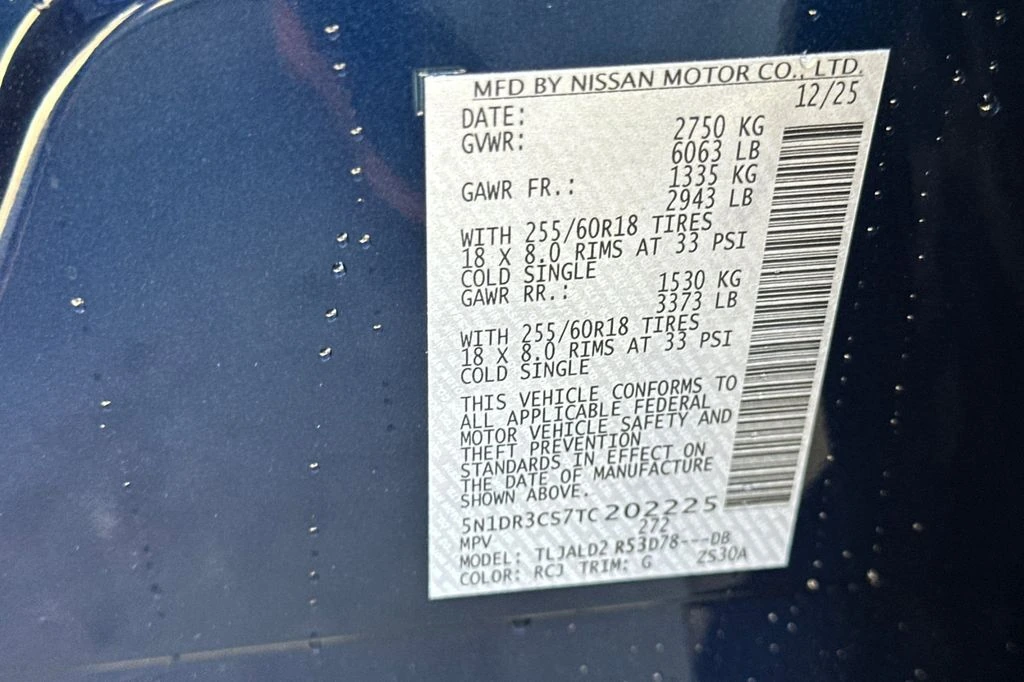 MFD BY NISSAN MOTOR CO., LTD.
DATE: 12/25
GVWR: 2750 KG
6063 LB
GAWR FR.: 1335 KG
2943 LB
WITH 255/60R18 TIRES
18 X 8.0 RIMS AT 33 PSI
COLD SINGLE
GAWR RR.: 1530 KG
3373 LB
WITH 255/60R18 TIRES
18 X 8.0 RIMS AT 33 PSI
COLD SINGLE
THIS VEHICLE CONFORMS TO
ALL APPLICABLE FEDERAL
MOTOR VEHICLE SAFETY AND
THEFT PREVENTION
STANDARDS IN EFFECT ON
THE DATE OF MANUFACTURE
SHOWN ABOVE.
5N1DR3CS7TC202225
MPV 272
MODEL: TLJALD2 R53D78---DB
COLOR: RCJ TRIM: G ZS30A